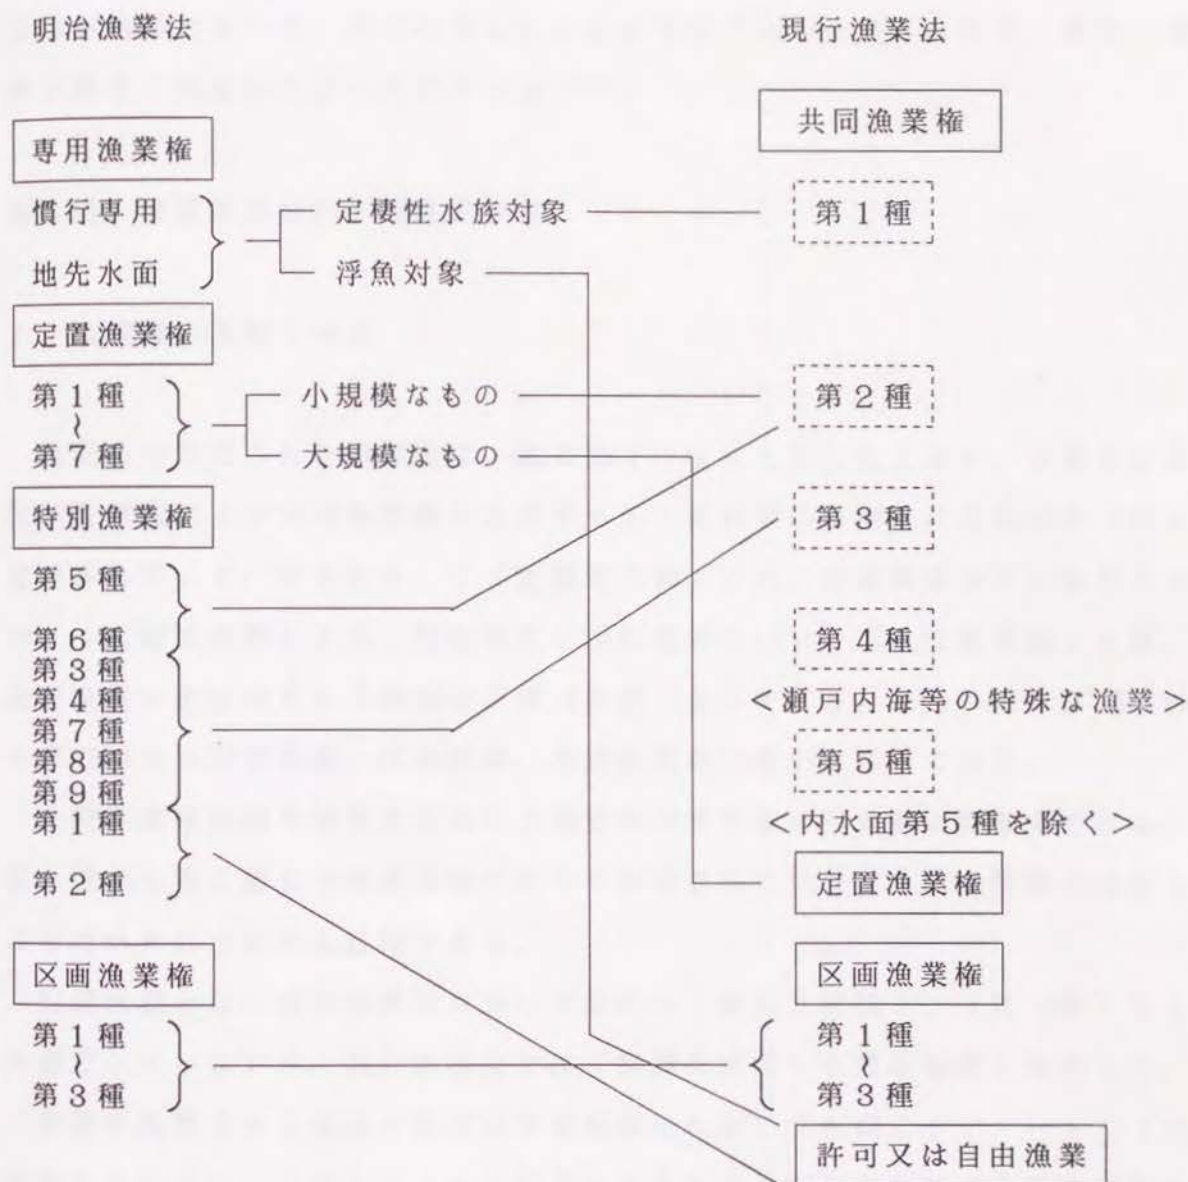 明治漁業法
専用漁業権
慣行専用
地先水面
定棲性水族対象
浮魚対象
定置漁業権
第1種
〜
第7種
小規模なもの
大規模なもの
特別漁業権
第5種
第6種
第3種
第4種
第7種
第8種
第9種
第1種
第2種
区画漁業権
第1種
〜
第3種
現行漁業法
共同漁業権
第1種
第2種
第3種
第4種
<瀬戸内海等の特殊な漁業>
第5種
<内水面第5種を除く>
定置漁業権
区画漁業権
第1種
〜
第3種
許可又は自由漁業